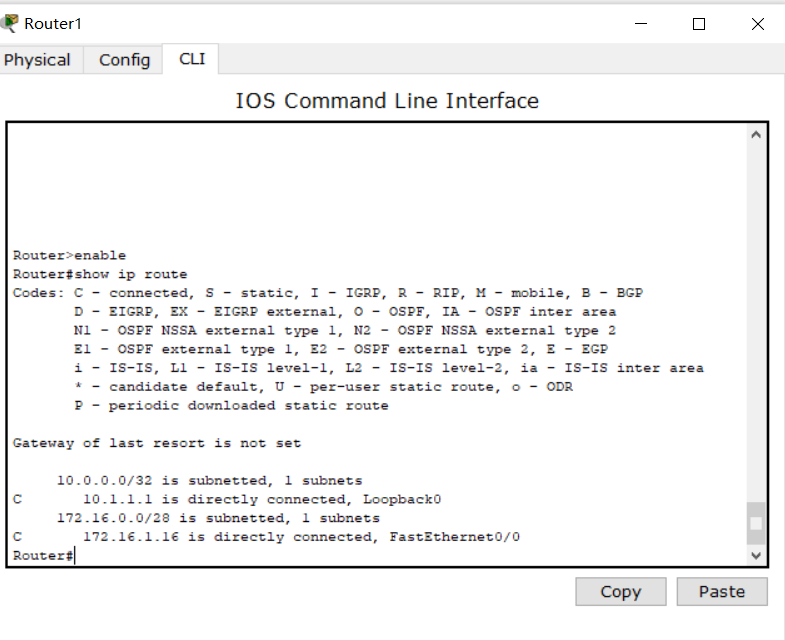 Router1
Physical Config CLI
IOS Command Line Interface
Router>enable
Router#show ip route
Codes: C - connected, S - static, I - IGRP, R - RIP, M - mobile, B - BGP
D - EIGRP, EX - EIGRP external, O - OSPF, IA - OSPF inter area
N1 - OSPF NSSA external type 1, N2 - OSPF NSSA external type 2
E1 - OSPF external type 1, E2 - OSPF external type 2, E - EGP
i - IS-IS, L1 - IS-IS level-1, L2 - IS-IS level-2, ia - IS-IS inter area
* - candidate default, U - per-user static route, o - ODR
P - periodic downloaded static route
Gateway of last resort is not set
10.0.0.0/32 is subnetted, 1 subnets
C 10.1.1.1 is directly connected, Loopback0
172.16.0.0/28 is subnetted, 1 subnets
C 172.16.1.16 is directly connected, FastEthernet0/0
Router#
Copy Paste